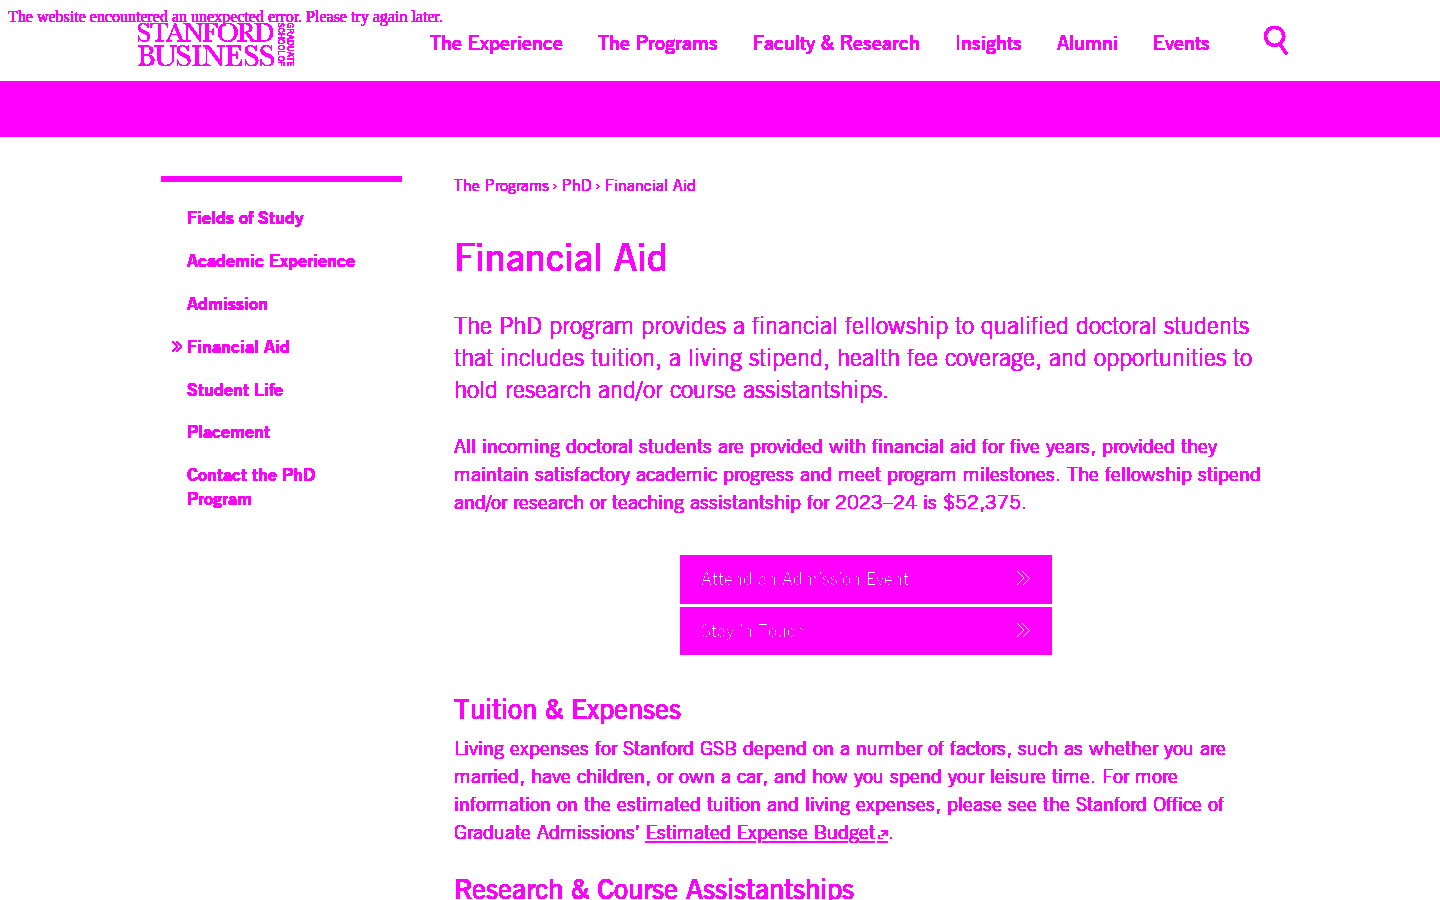 The website encountered an unexpected error. Please try again later.
STANFORD
BUSINESS
GRADUATE
SCHOOL OF
The Experience
The Programs
Faculty & Research
Insights
Alumni
Events
Fields of Study
Academic Experience
Admission
» Financial Aid
Student Life
Placement
Contact the PhD
Program
The Programs › PhD › Financial Aid
Financial Aid
The PhD program provides a financial fellowship to qualified doctoral students
that includes tuition, a living stipend, health fee coverage, and opportunities to
hold research and/or course assistantships.
All incoming doctoral students are provided with financial aid for five years, provided they
maintain satisfactory academic progress and meet program milestones. The fellowship stipend
and/or research or teaching assistantship for 2023–24 is $52,375.
Attend an Admission Event »
Stay in Touch »
Tuition & Expenses
Living expenses for Stanford GSB depend on a number of factors, such as whether you are
married, have children, or own a car, and how you spend your leisure time. For more
information on the estimated tuition and living expenses, please see the Stanford Office of
Graduate Admissions’ Estimated Expense Budget.
Research & Course Assistantships